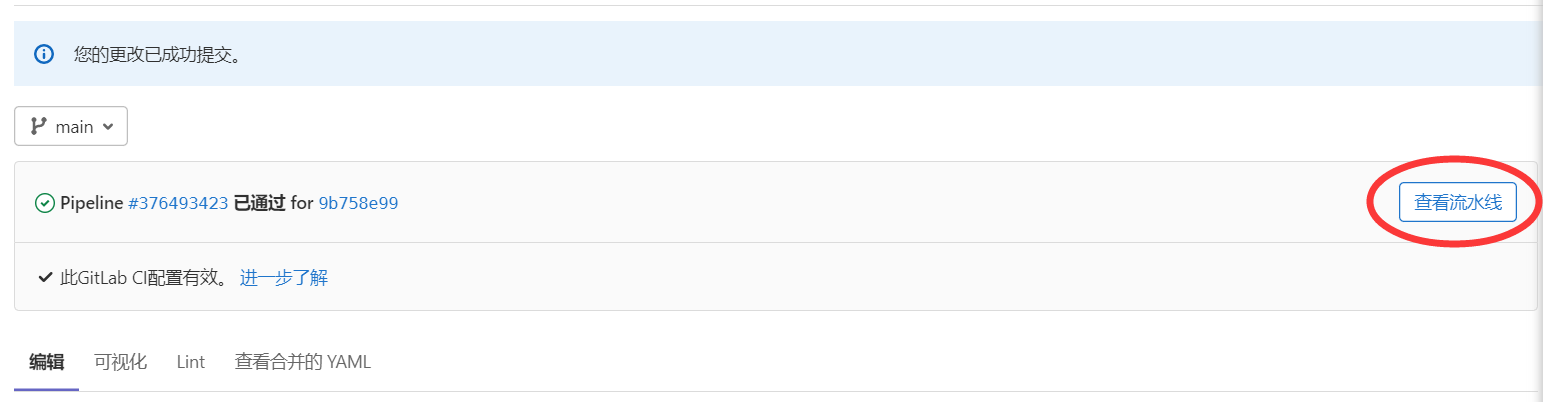 您的更改已成功提交。
main
Pipeline #376493423 已通过 for 9b758e99
查看流水线
此GitLab CI配置有效。 进一步了解
编辑 可视化 Lint 查看合并的 YAML